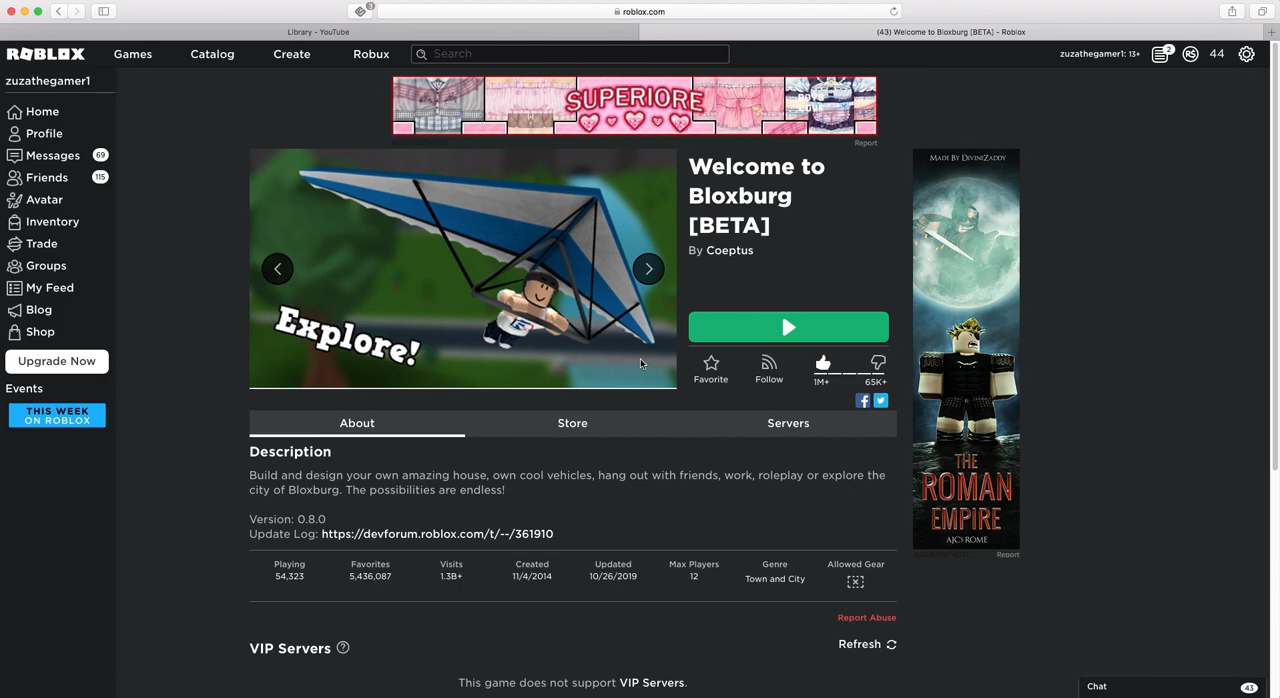 3
roblox.com
Library – YouTube
(43) Welcome to Bloxburg [BETA] - Roblox
ROBLOX
Games
Catalog
Create
Robux
Search
zuzathegamer1: 13+
2
44
zuzathegamer1
Home
Profile
Messages 69
Friends 115
Avatar
Inventory
Trade
Groups
My Feed
Blog
Shop
Upgrade Now
Events
THIS WEEK
ON ROBLOX
SUPERIORE
Report
Explore!
Welcome to
Bloxburg
[BETA]
By Coeptus
Favorite
Follow
1M+
65K+
About
Store
Servers
Description
Build and design your own amazing house, own cool vehicles, hang out with friends, work, roleplay or explore the
city of Bloxburg. The possibilities are endless!
Version: 0.8.0
Update Log: https://devforum.roblox.com/t/--/361910
Playing Favorites Visits Created Updated Max Players Genre Allowed Gear
54,323 5,436,087 1.3B+ 11/4/2014 10/26/2019 12 Town and City
Report Abuse
VIP Servers
Refresh
This game does not support VIP Servers.
MADE BY DIVINIZADDY
THE
ROMAN
EMPIRE
AJC'S ROME
Report
Chat
43